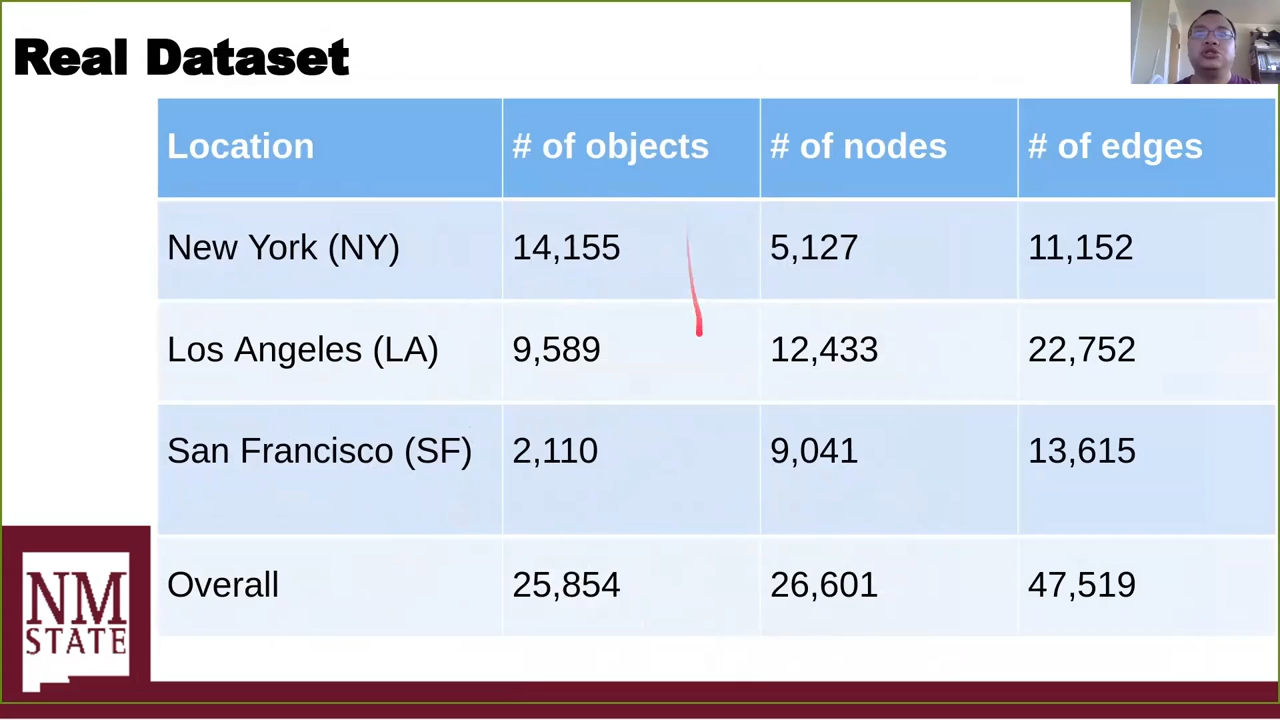 Real Dataset
Location # of objects # of nodes # of edges
New York (NY) 14,155 5,127 11,152
Los Angeles (LA) 9,589 12,433 22,752
San Francisco (SF) 2,110 9,041 13,615
Overall 25,854 26,601 47,519
NM
STATE